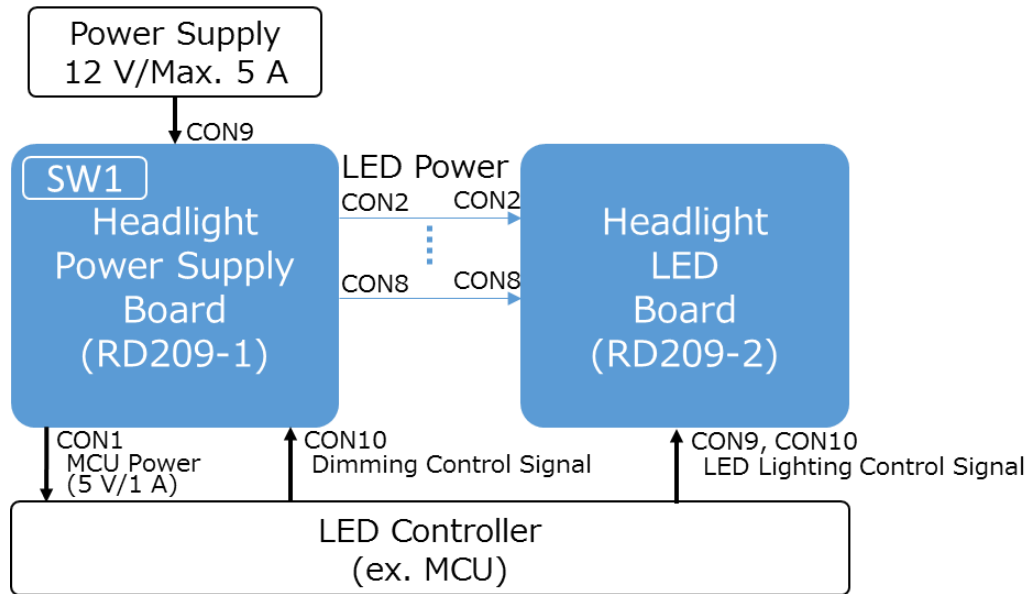 Power Supply
12 V/Max. 5 A
CON9
SW1
Headlight
Power Supply
Board
(RD209-1)
LED Power
CON2 CON2
CON8 CON8
Headlight
LED
Board
(RD209-2)
CON1
MCU Power
(5 V/1 A)
CON10
Dimming Control Signal
CON9, CON10
LED Lighting Control Signal
LED Controller
(ex. MCU)